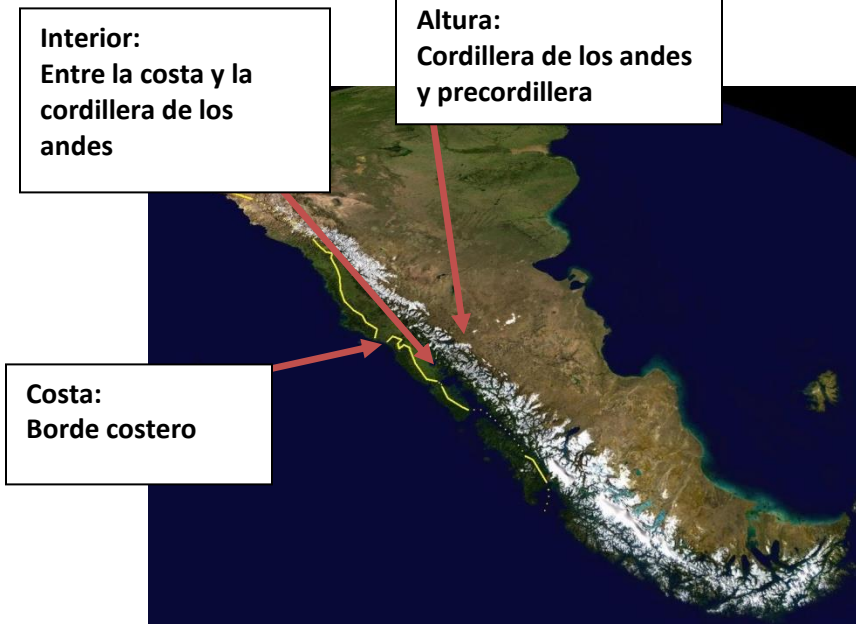 Interior:
Entre la costa y la
cordillera de los
andes
Altura:
Cordillera de los andes
y precordillera
Costa:
Borde costero